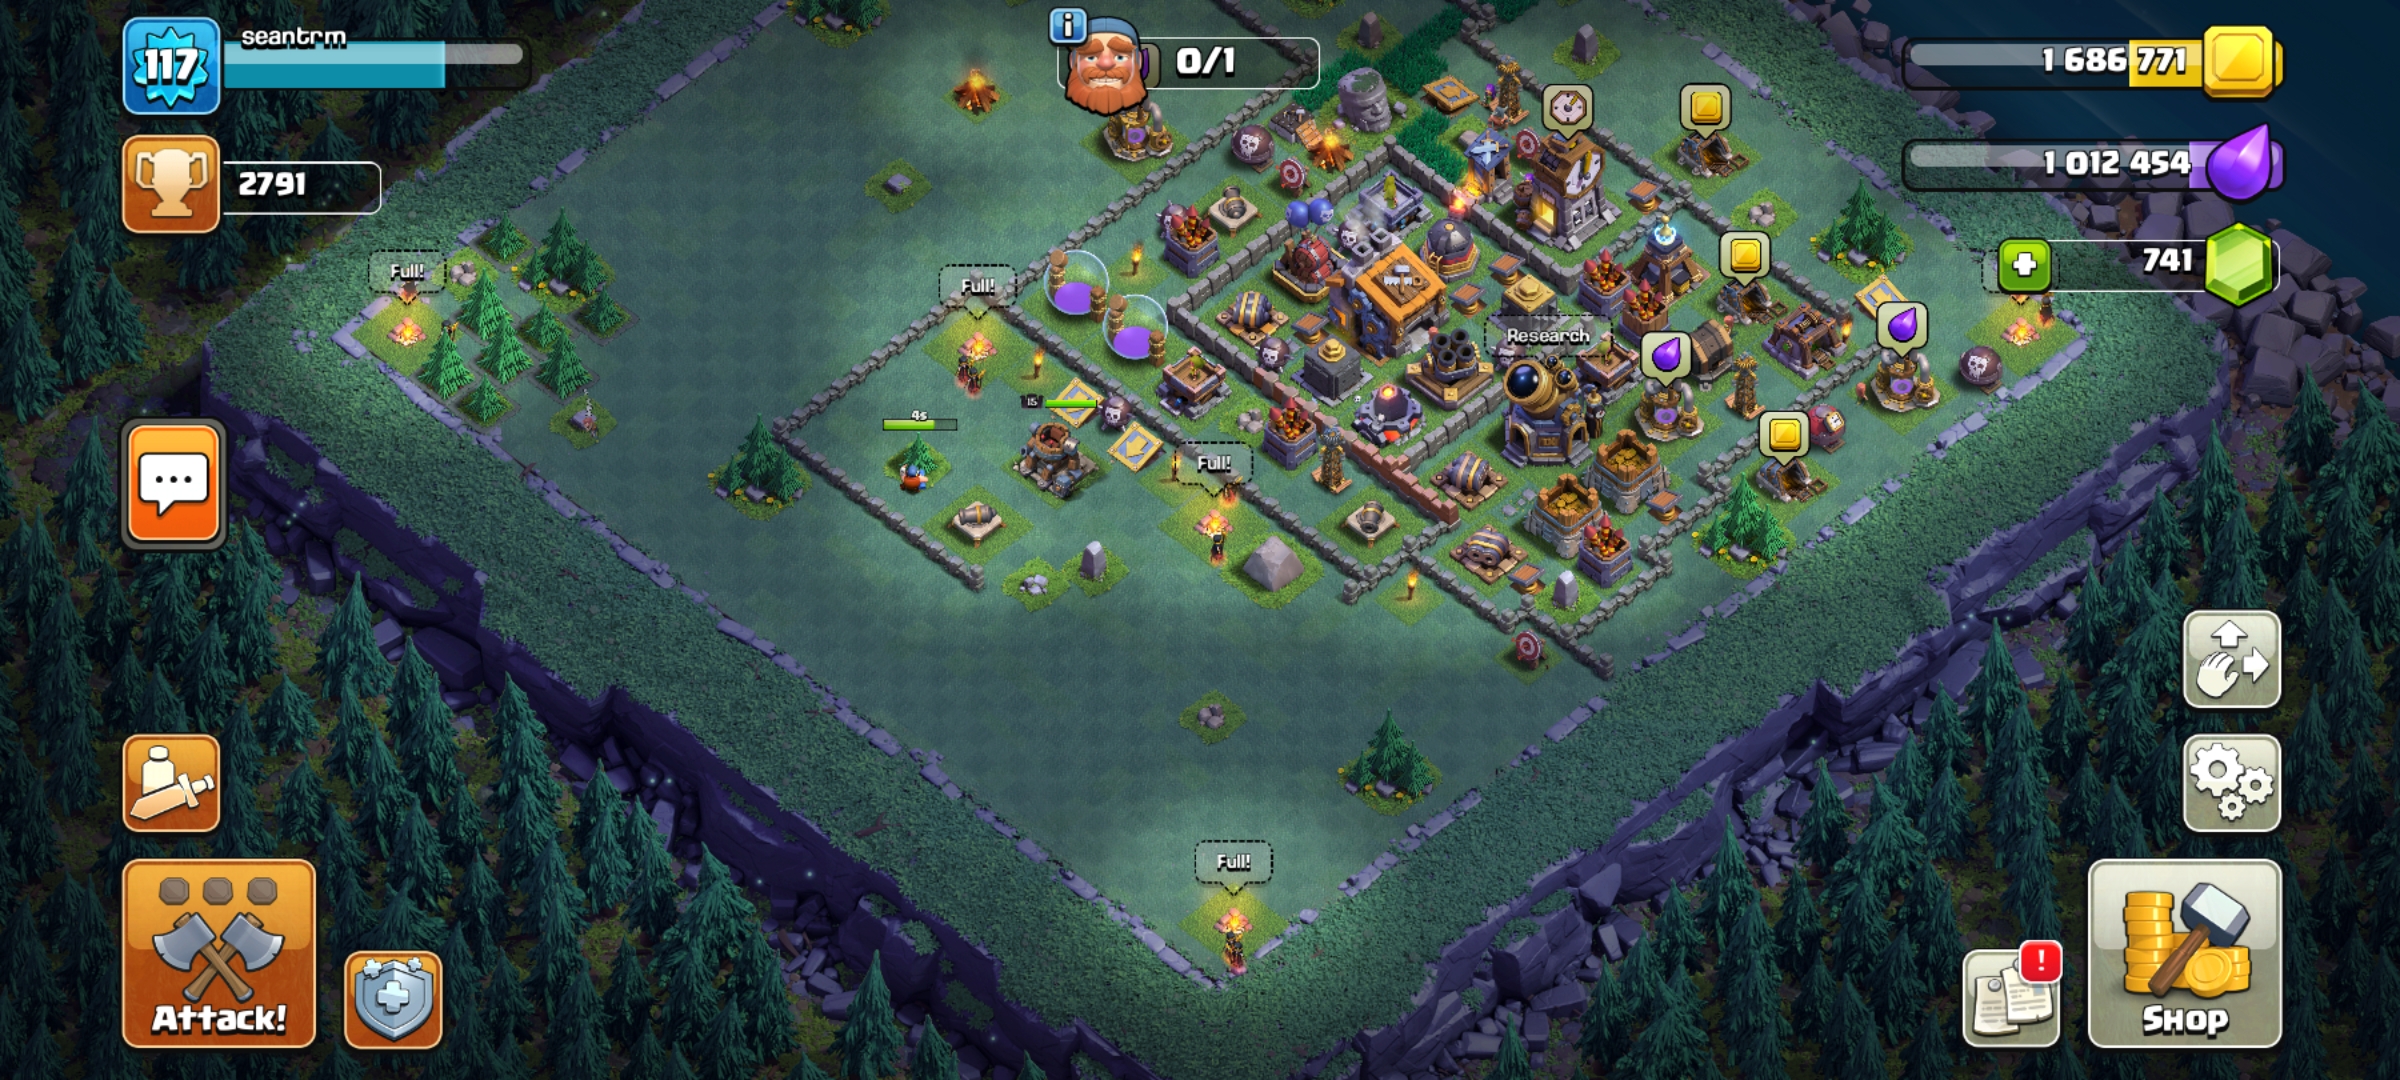 117
seantrm
i
0/1
1 686 771
2791
1 012 454
741
Full!
Full!
Research
15
4s
Full!
Full!
!
Attack!
Shop